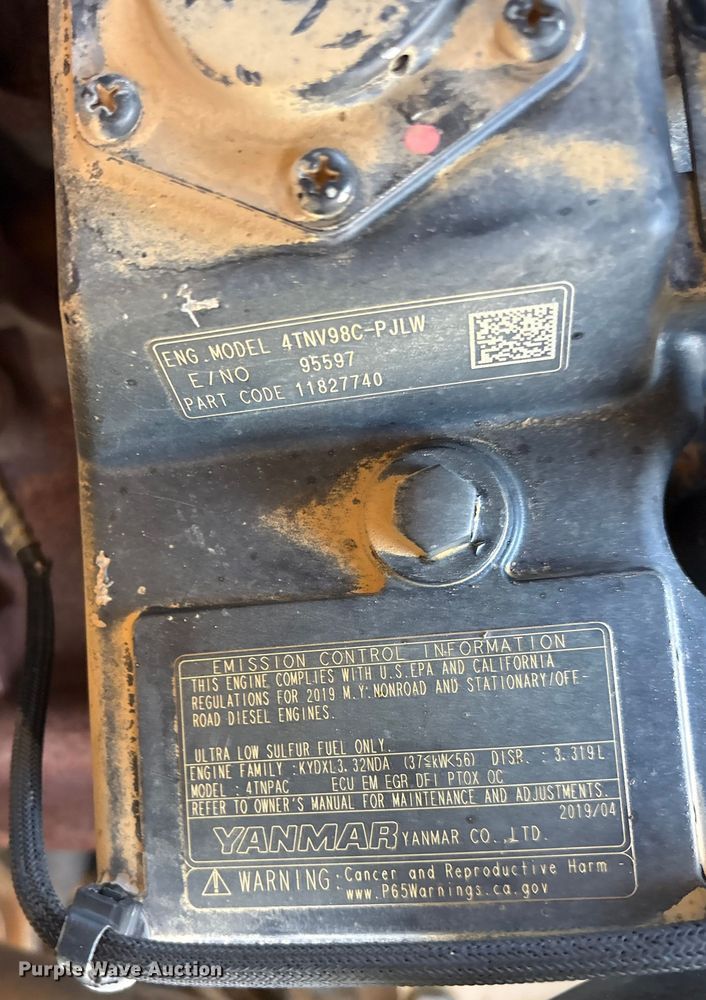 ENG.MODEL 4TNV98C-PJLW
E/NO 95597
PART CODE 11827740
EMISSION CONTROL INFORMATION
THIS ENGINE COMPLIES WITH U.S.EPA AND CALIFORNIA
REGULATIONS FOR 2019 M.Y.NONROAD AND STATIONARY/OFF-
ROAD DIESEL ENGINES.
ULTRA LOW SULFUR FUEL ONLY.
ENGINE FAMILY :KYDXL3.32NDA (37≦kW<56) DISP. : 3.319L
MODEL : 4TNPAC ECU EM EGR DFI PTOX OC
REFER TO OWNER'S MANUAL FOR MAINTENANCE AND ADJUSTMENTS.
2019/04
YANMAR YANMAR CO.,LTD.
WARNING:Cancer and Reproductive Harm -
www.P65Warnings.ca.gov
Purple Wave Auction